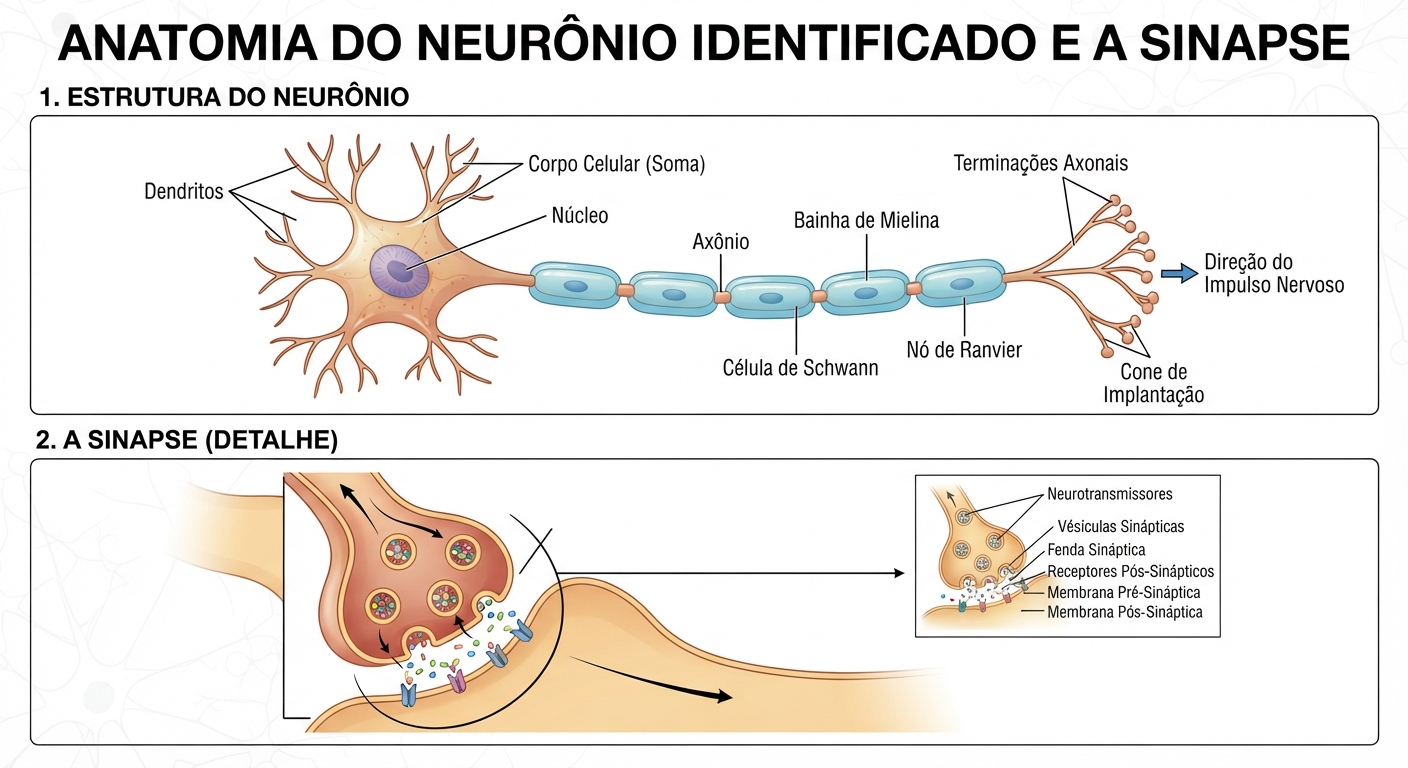 ANATOMIA DO NEURÔNIO IDENTIFICADO E A SINAPSE
1. ESTRUTURA DO NEURÔNIO
Dendritos
Corpo Celular (Soma)
Núcleo
Axônio
Bainha de Mielina
Terminações Axonais
Direção do
Impulso Nervoso
Célula de Schwann
Nó de Ranvier
Cone de
Implantação
2. A SINAPSE (DETALHE)
Neurotransmissores
Vésiculas Sinápticas
Fenda Sináptica
Receptores Pós-Sinápticos
Membrana Pré-Sináptica
Membrana Pós-Sináptica